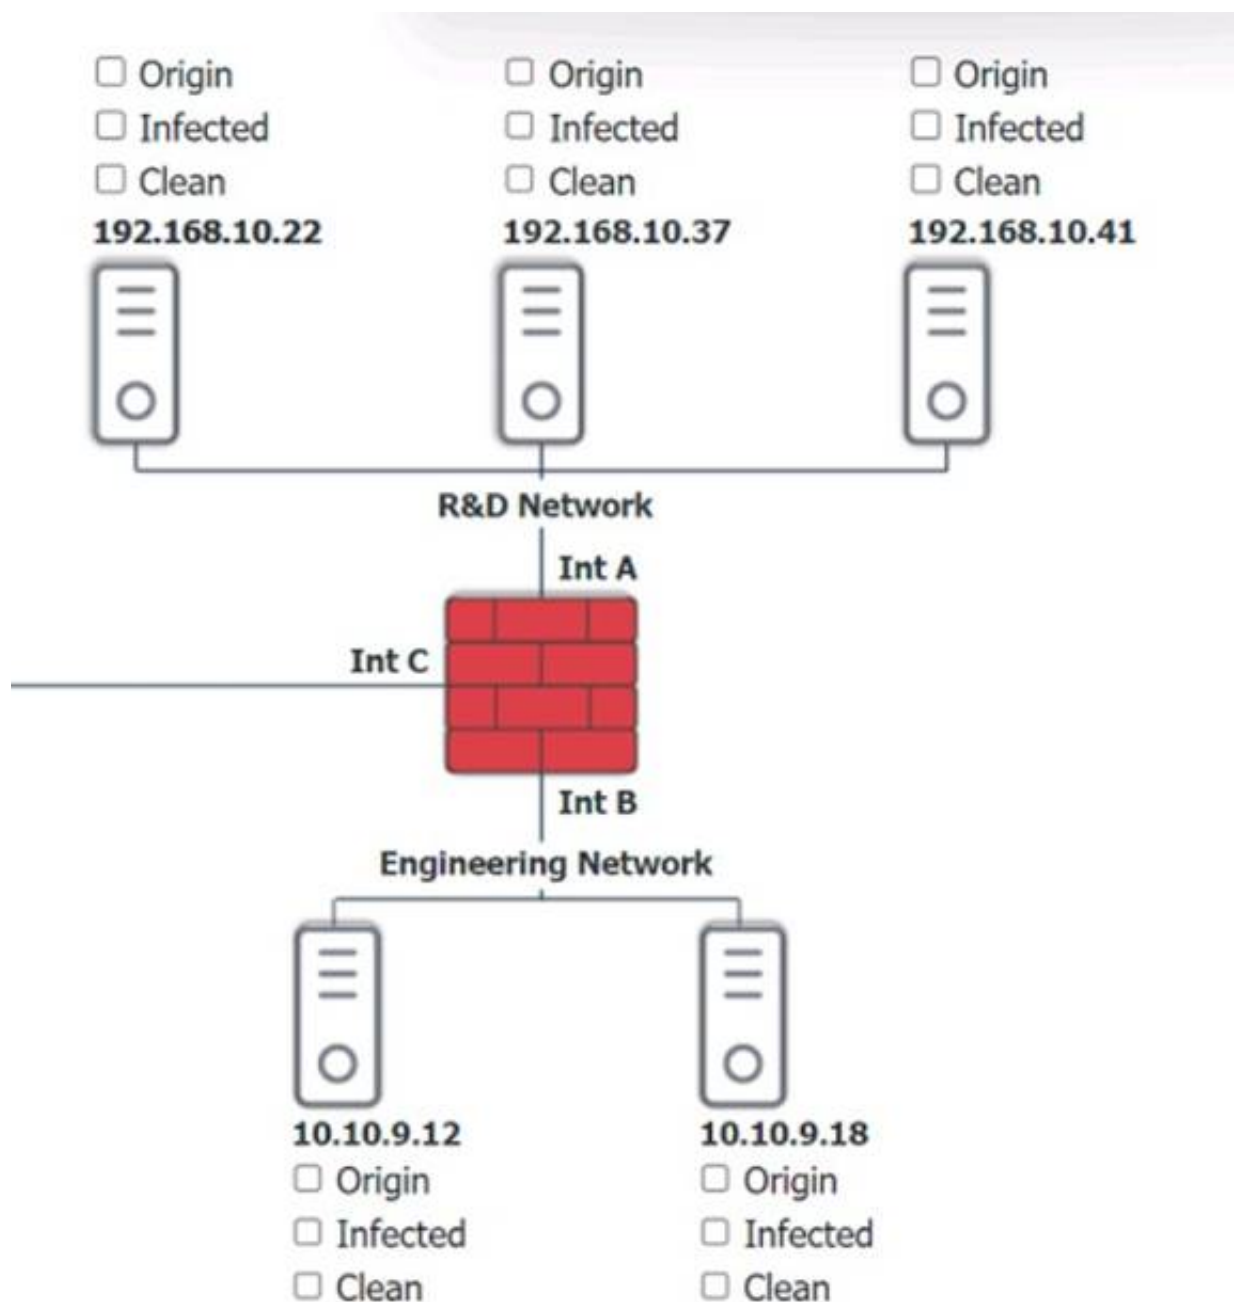 Origin Origin Origin
Infected Infected Infected
Clean Clean Clean
192.168.10.22 192.168.10.37 192.168.10.41
R&D Network
Int A
Int C
Int B
Engineering Network
10.10.9.12 10.10.9.18
Origin Origin
Infected Infected
Clean Clean